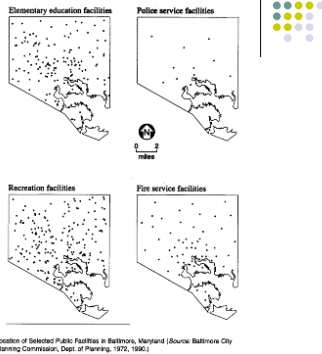 Elementary education facilities
Police service facilities
N
0 2
miles
Recreation facilities
Fire service facilities
ocation of Selected Public Facilities in Baltimore, Maryland (Source: Baltimore City
lanning Commission, Dept. of Planning, 1972, 1990.)